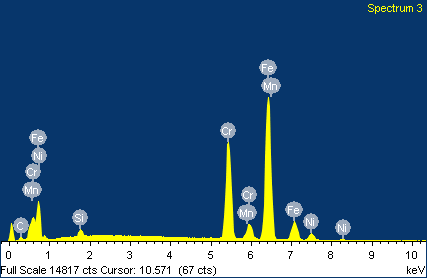 Spectrum 3
Fe
Fe
Mn
Ni
Cr
Cr
Mn
Cr
Mn
C
Si
Fe
Ni
Ni
0 1 2 3 4 5 6 7 8 9 10
Full Scale 14817 cts Cursor: 10.571 (67 cts) keV